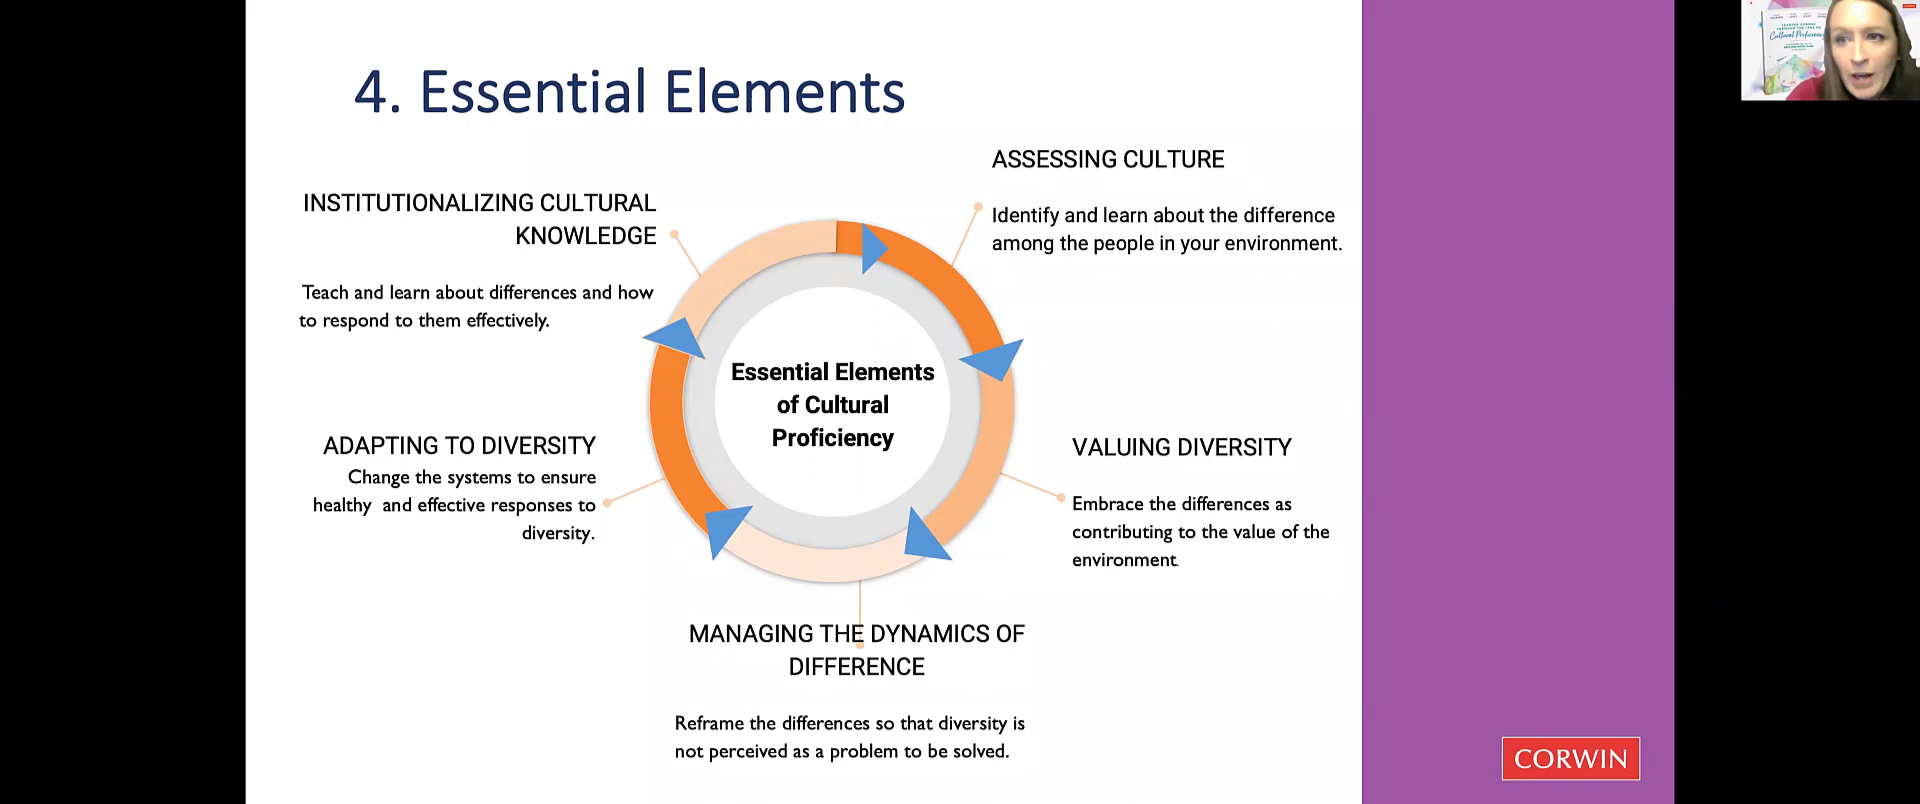 4. Essential Elements
ASSESSING CULTURE
Identify and learn about the difference
among the people in your environment.
INSTITUTIONALIZING CULTURAL
KNOWLEDGE
Teach and learn about differences and how
to respond to them effectively.
Essential Elements
of Cultural
Proficiency
ADAPTING TO DIVERSITY
Change the systems to ensure
healthy and effective responses to
diversity.
VALUING DIVERSITY
Embrace the differences as
contributing to the value of the
environment.
MANAGING THE DYNAMICS OF
DIFFERENCE
Reframe the differences so that diversity is
not perceived as a problem to be solved.
CORWIN
Cultural Proficiency